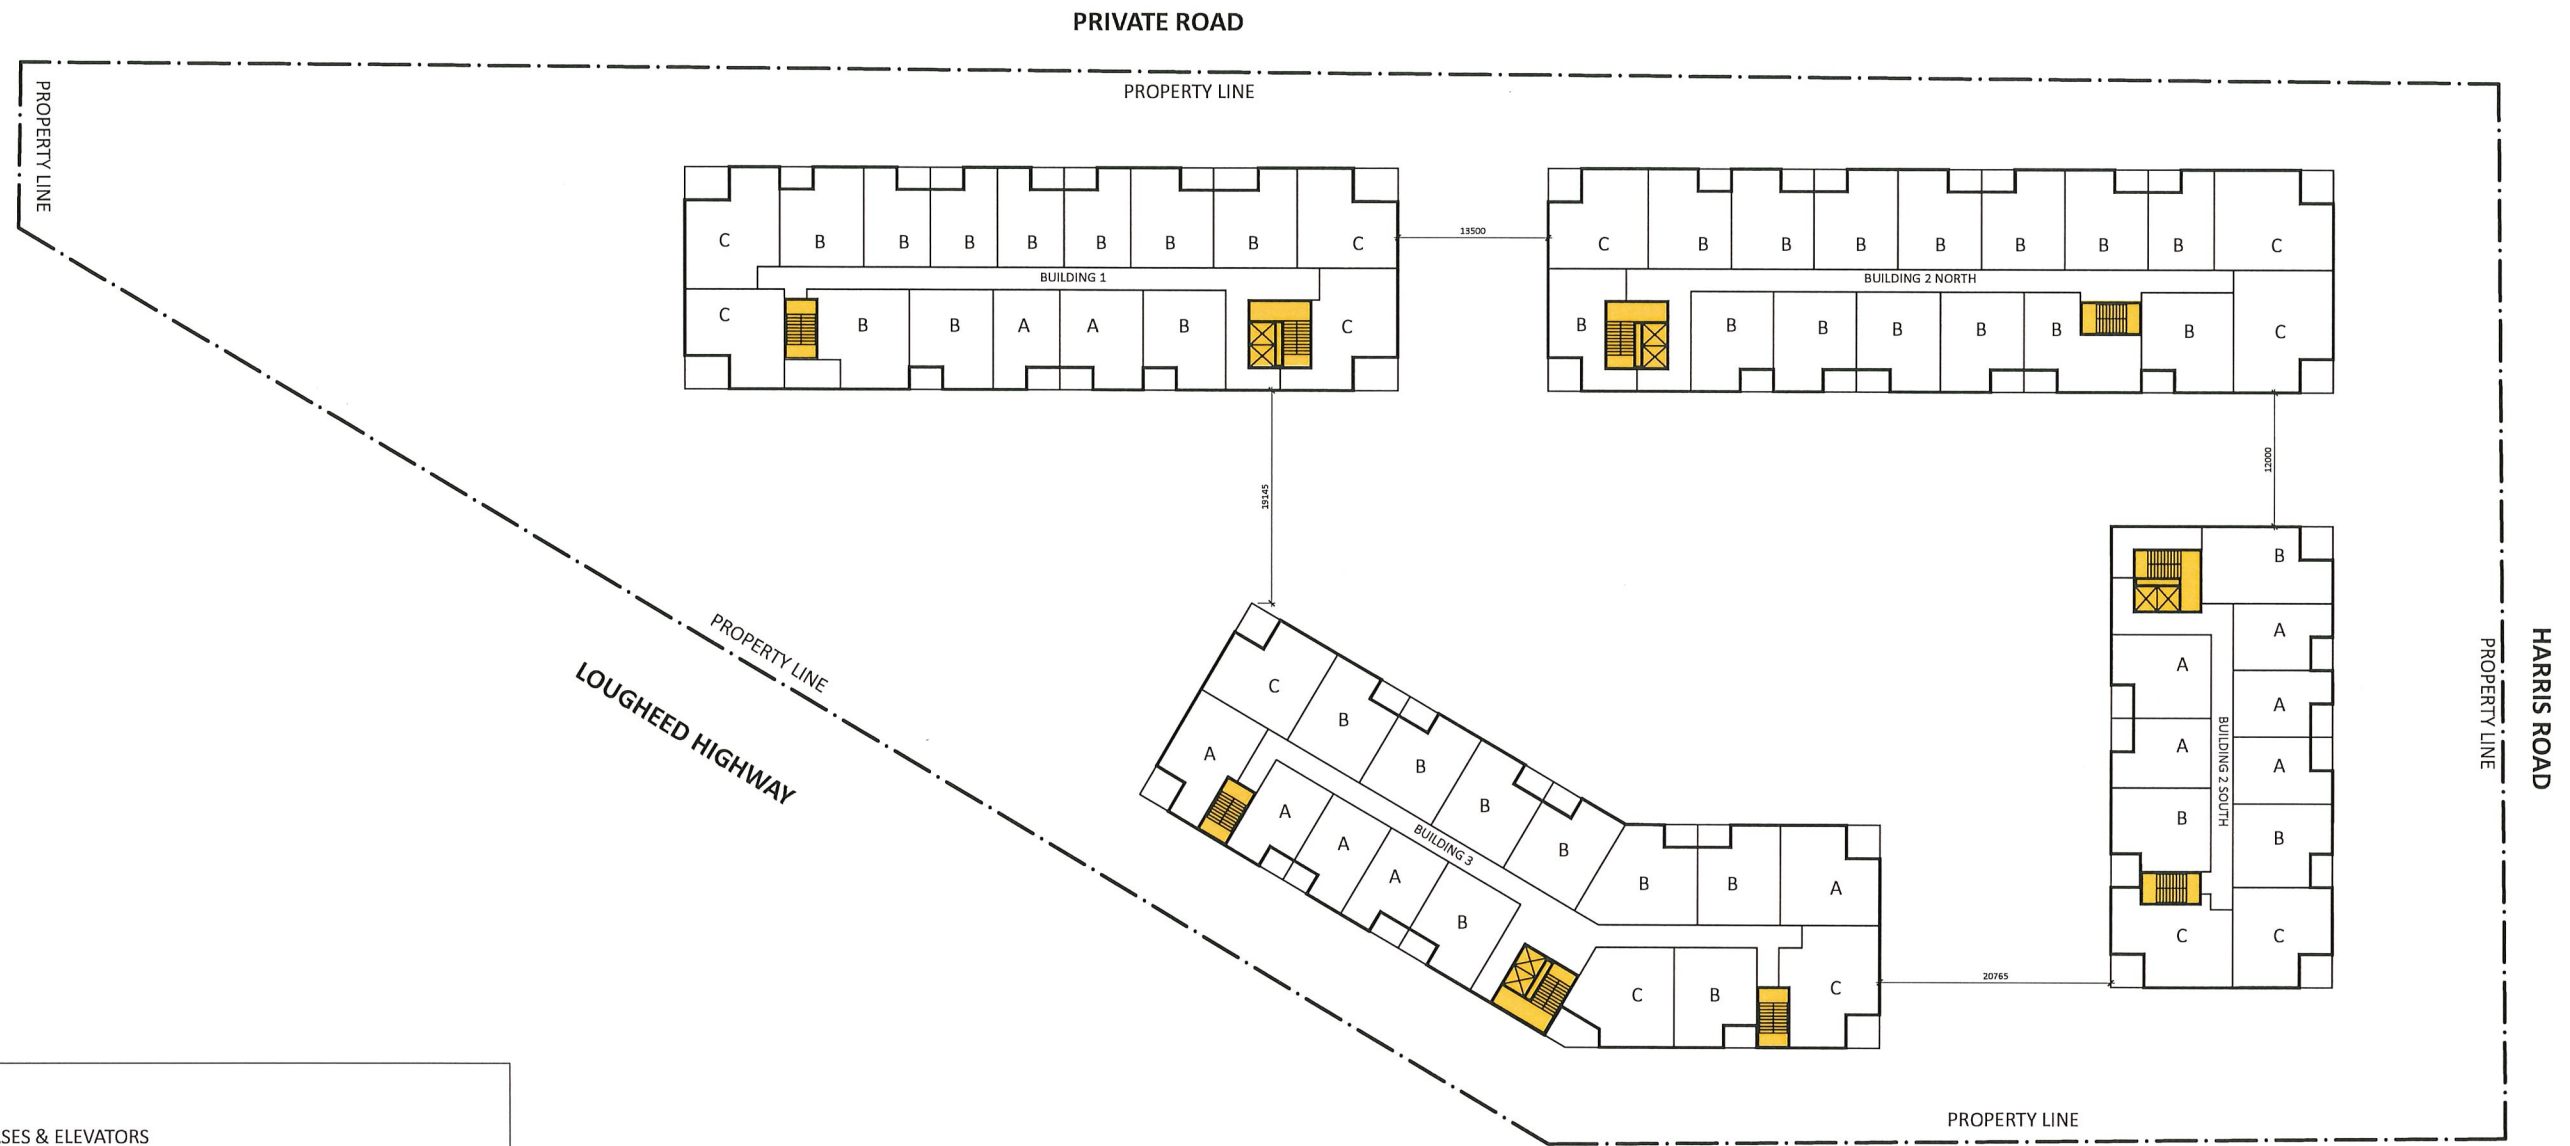 PRIVATE ROAD
PROPERTY LINE
PROPERTY LINE
C B B B B B B B C
BUILDING 1
C B B A A B C
13500
C B B B B B B B C
BUILDING 2 NORTH
B B B B B B B C
19145
12000
PROPERTY LINE
LOUGHEED HIGHWAY
C
B
B
B
B
A
A
A
A
B
BUILDING 3
B B A
C B C
20765
B
A
A
A
A
A
B
B
C C
BUILDING 2 SOUTH
PROPERTY LINE
HARRIS ROAD
PROPERTY LINE
SES & ELEVATORS